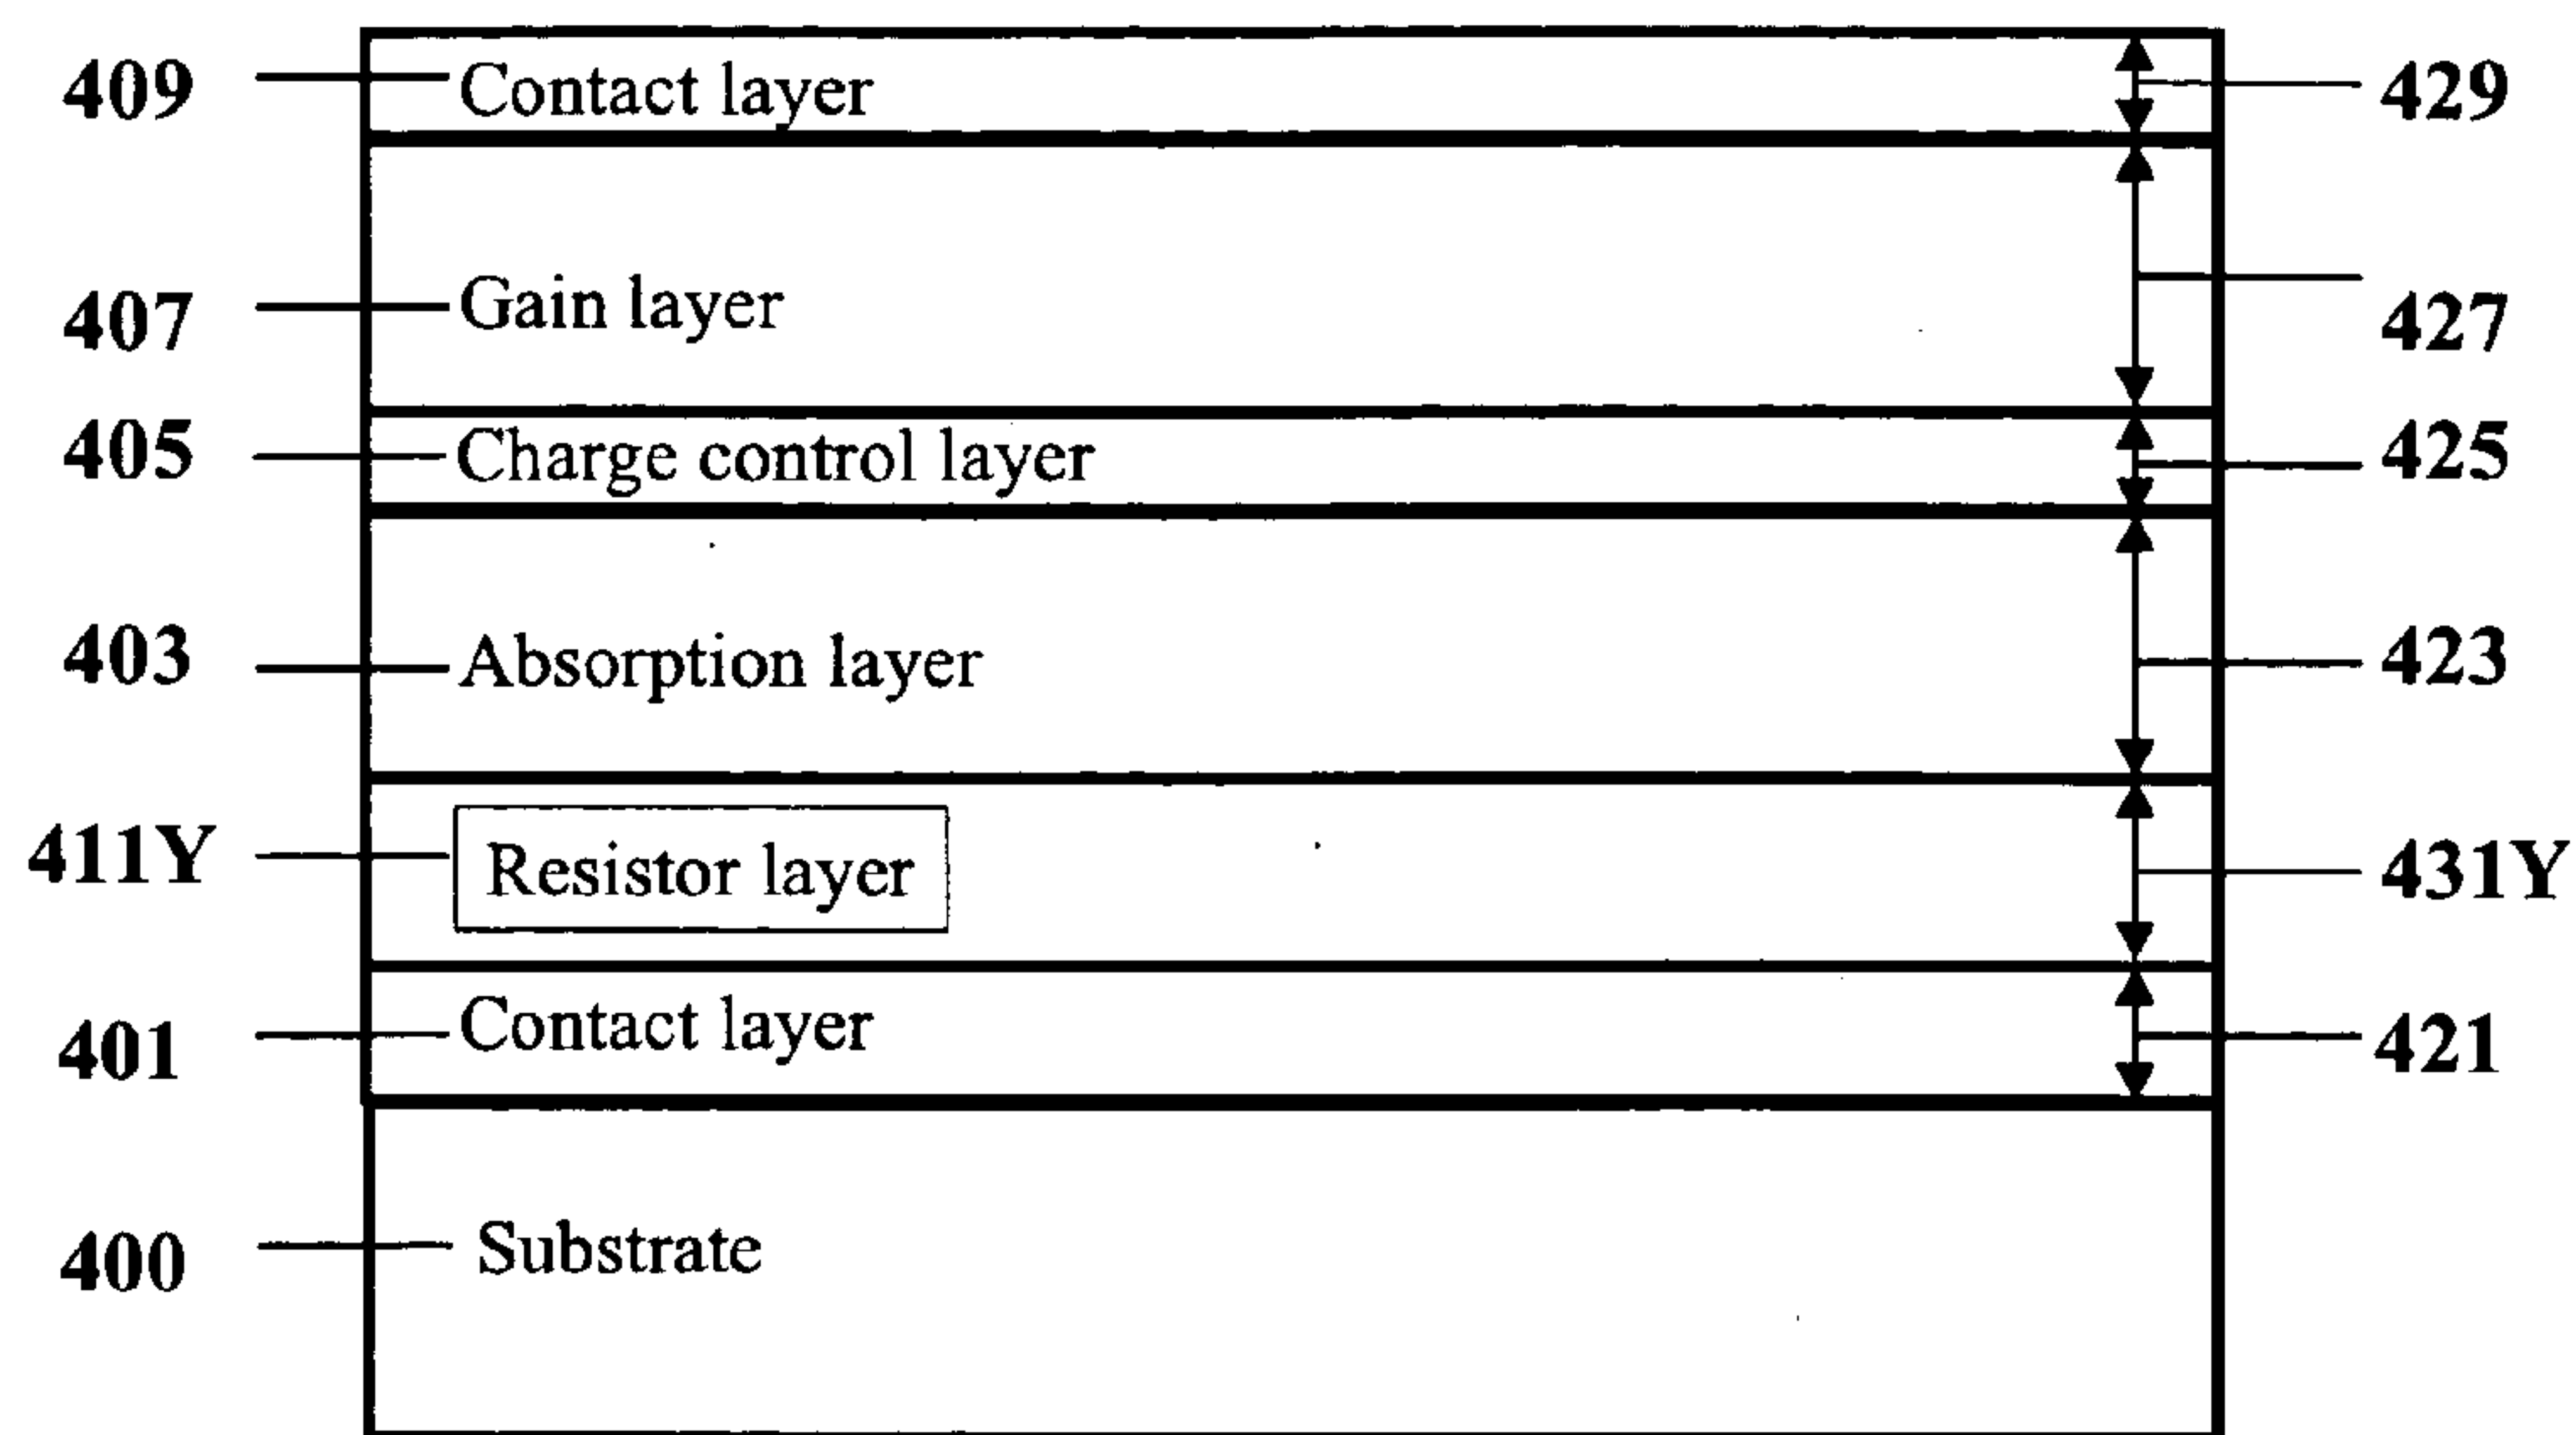 409 Contact layer 429
407 Gain layer 427
405 Charge control layer 425
403 Absorption layer 423
411Y Resistor layer 431Y
401 Contact layer 421
400 Substrate